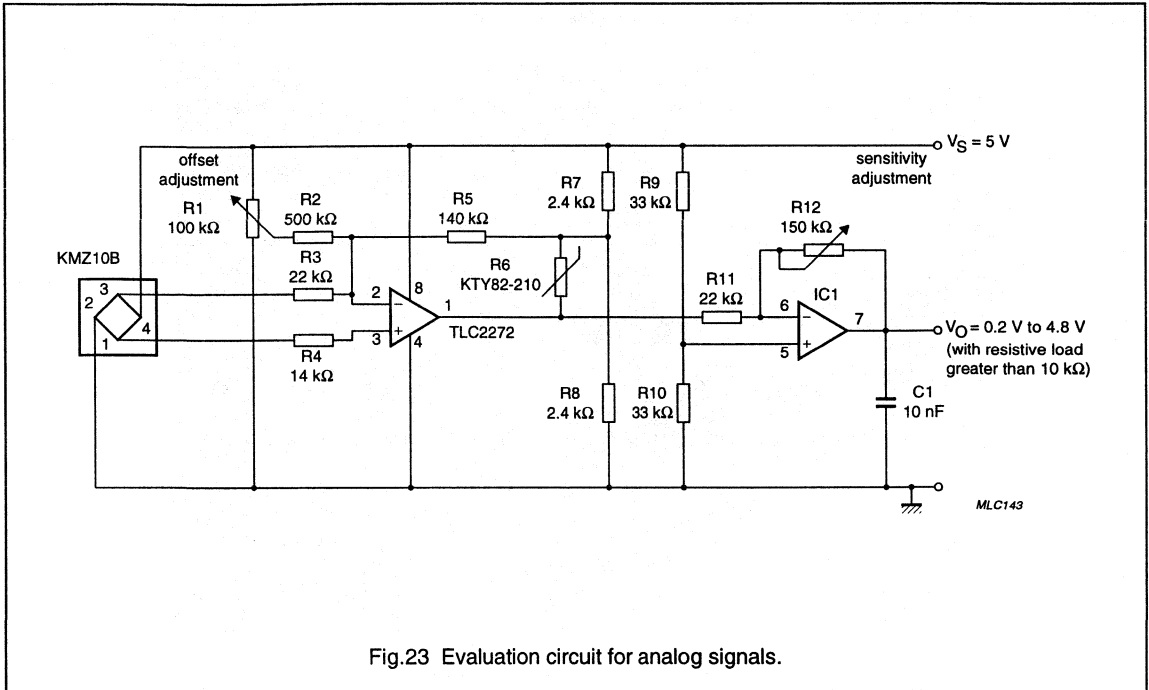 V_S = 5 V
offset
adjustment
sensitivity
adjustment
R1
100 kΩ
R2
500 kΩ
R3
22 kΩ
R4
14 kΩ
R5
140 kΩ
R6
KTY82-210
R7
2.4 kΩ
R8
2.4 kΩ
R9
33 kΩ
R10
33 kΩ
R11
22 kΩ
R12
150 kΩ
KMZ10B
3
2
4
1
2
−
8
1
+
3
4
TLC2272
IC1
6
−
7
+
5
V_O = 0.2 V to 4.8 V
(with resistive load
greater than 10 kΩ)
C1
10 nF
MLC143
Fig.23 Evaluation circuit for analog signals.